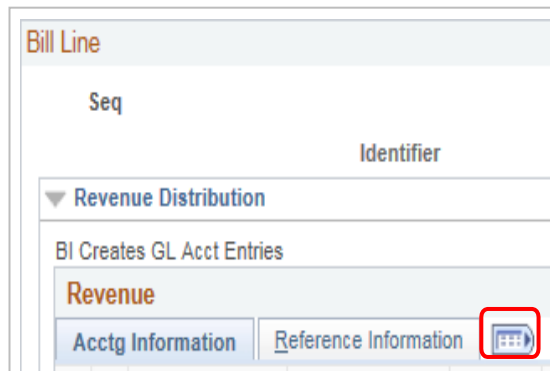 Bill Line
Seq
Identifier
Revenue Distribution
BI Creates GL Acct Entries
Revenue
Acctg Information Reference Information